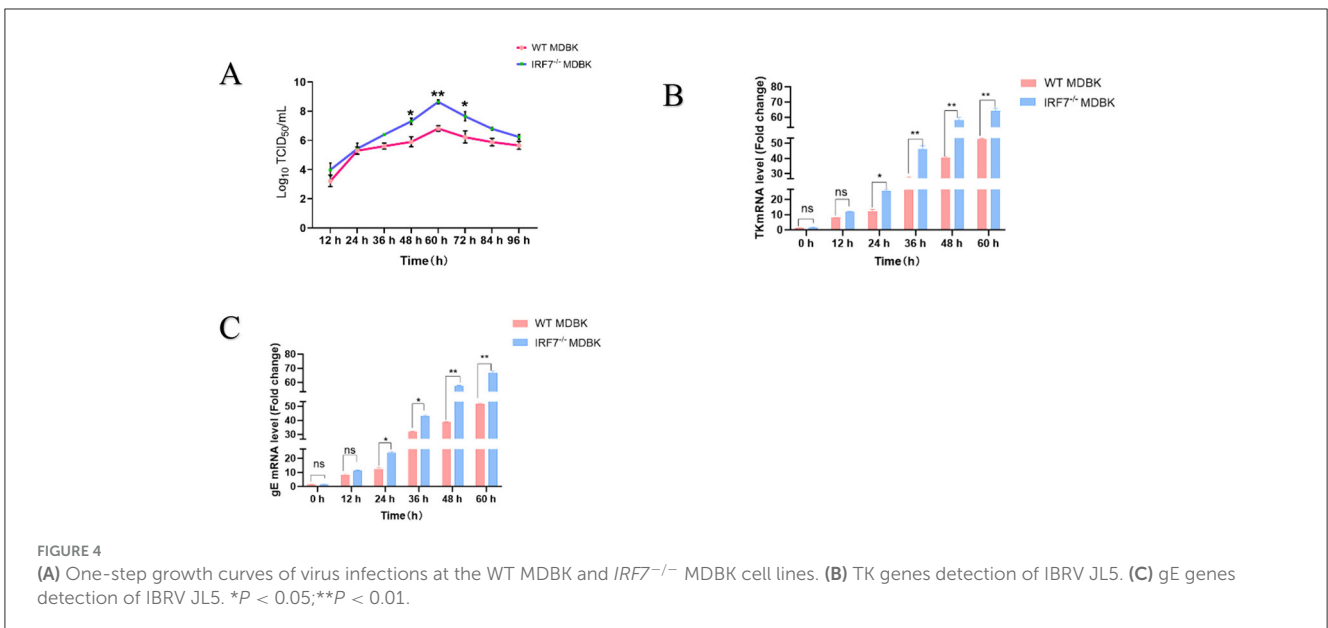 A
WT MDBK
IRF7-/- MDBK
Log10 TCID50/mL
10
8
6
4
2
0
* ** *
12 h 24 h 36 h 48 h 60 h 72 h 84 h 96 h
Time(h)
B
WT MDBK
IRF7-/- MDBK
TKmRNA level (Fold change)
80
70
60
50
40
30
20
10
0
ns ns * ** ** **
0 h 12 h 24 h 36 h 48 h 60 h
Time(h)
C
WT MDBK
IRF7-/- MDBK
gE mRNA level (Fold change)
80
70
60
50
40
30
20
10
0
ns ns * * ** **
0 h 12 h 24 h 36 h 48 h 60 h
Time(h)
FIGURE 4
(A) One-step growth curves of virus infections at the WT MDBK and IRF7−/− MDBK cell lines. (B) TK genes detection of IBRV JL5. (C) gE genes
detection of IBRV JL5. *P < 0.05;**P < 0.01.